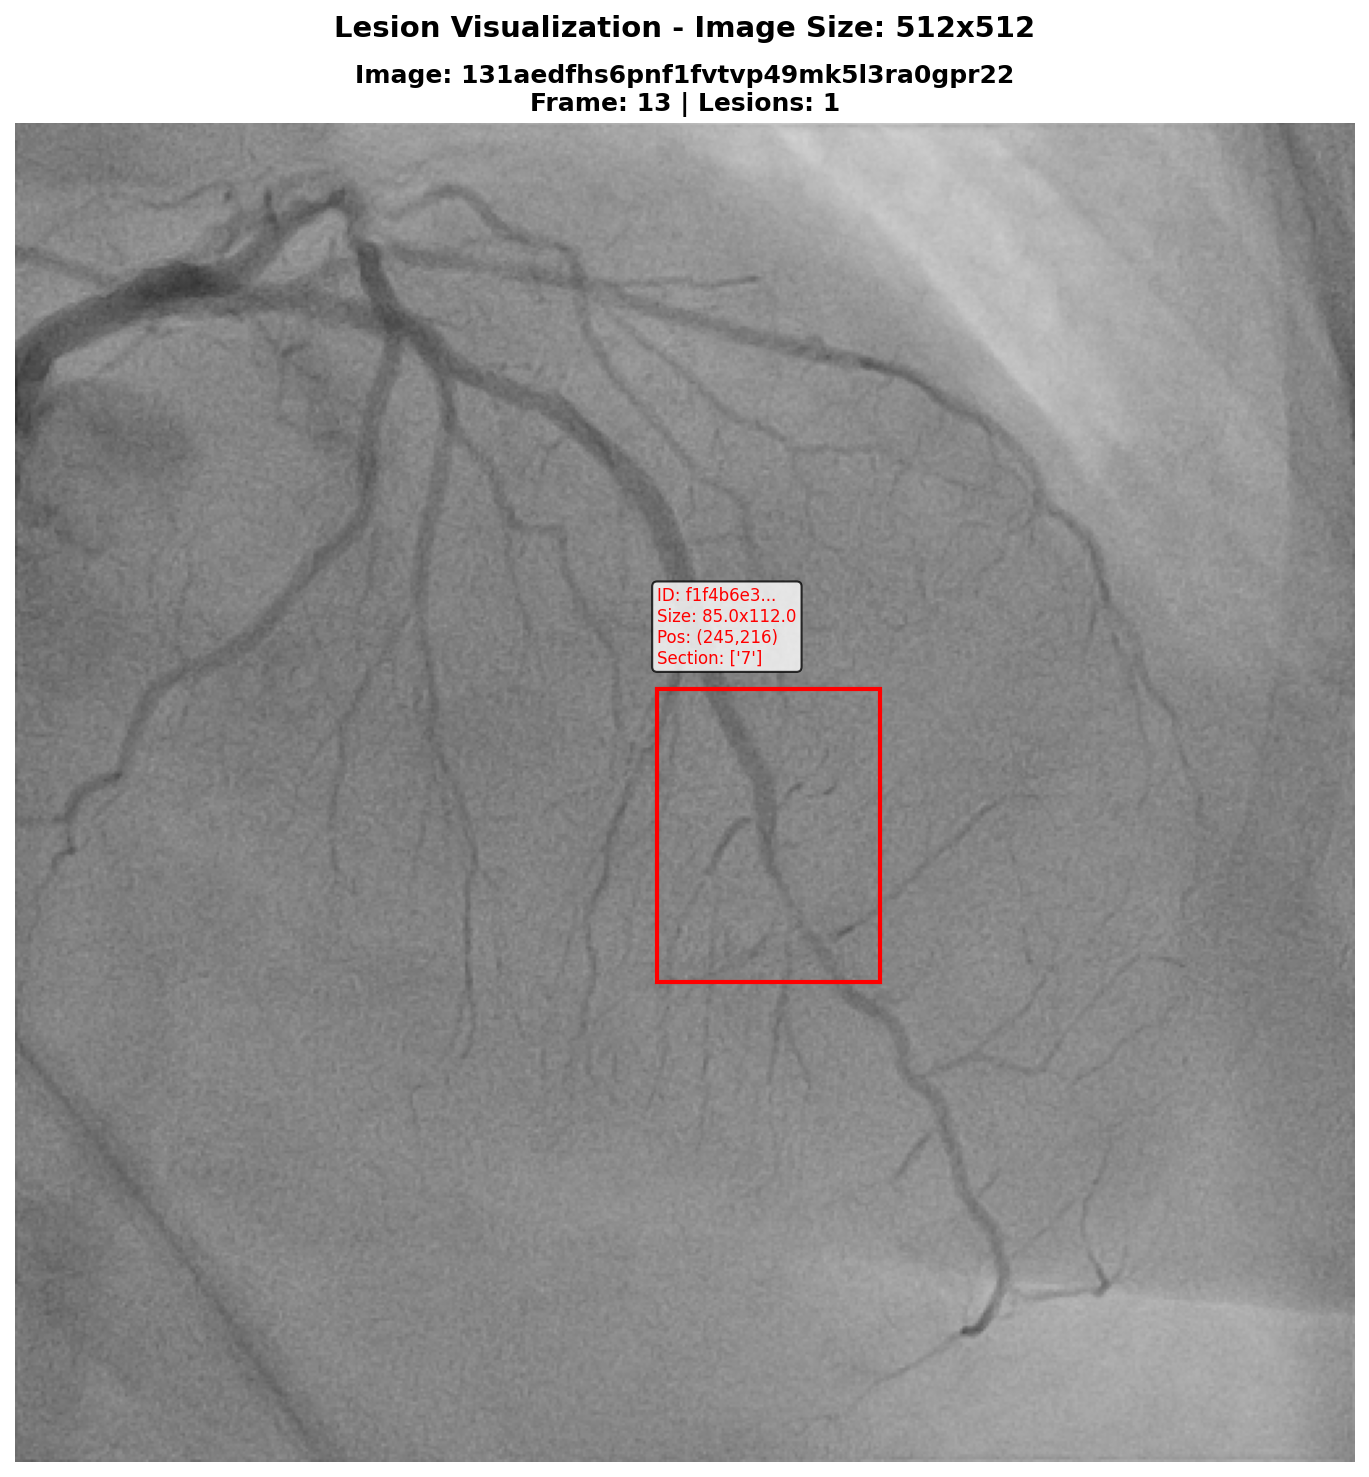 Lesion Visualization - Image Size: 512x512
Image: 131aedfhs6pnf1fvtvp49mk5l3ra0gpr22
Frame: 13 | Lesions: 1
ID: f1f4b6e3...
Size: 85.0x112.0
Pos: (245,216)
Section: ['7']